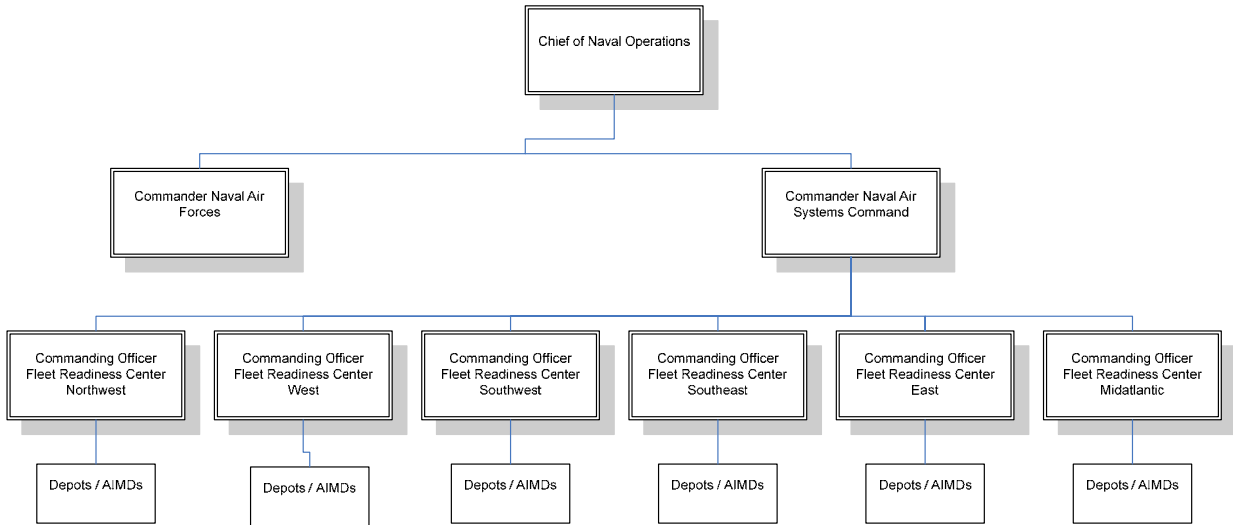 Chief of Naval Operations
Commander Naval Air
Forces
Commander Naval Air
Systems Command
Commanding Officer
Fleet Readiness Center
Northwest
Commanding Officer
Fleet Readiness Center
West
Commanding Officer
Fleet Readiness Center
Southwest
Commanding Officer
Fleet Readiness Center
Southeast
Commanding Officer
Fleet Readiness Center
East
Commanding Officer
Fleet Readiness Center
Midatlantic
Depots / AIMDs
Depots / AIMDs
Depots / AIMDs
Depots / AIMDs
Depots / AIMDs
Depots / AIMDs